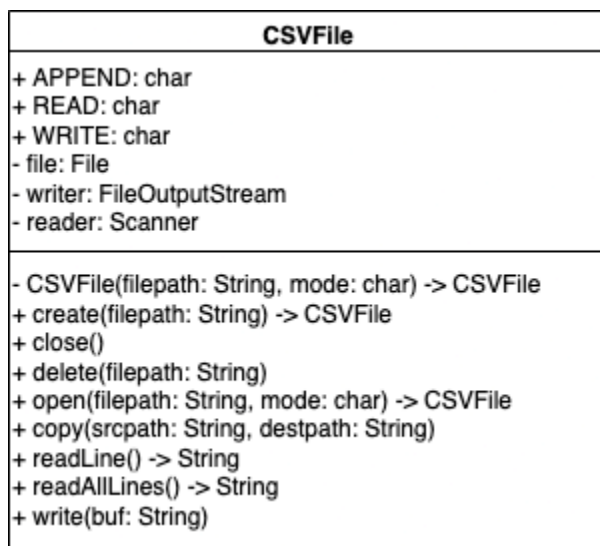 CSVFile
+ APPEND: char
+ READ: char
+ WRITE: char
- file: File
- writer: FileOutputStream
- reader: Scanner
- CSVFile(filepath: String, mode: char) -> CSVFile
+ create(filepath: String) -> CSVFile
+ close()
+ delete(filepath: String)
+ open(filepath: String, mode: char) -> CSVFile
+ copy(srcpath: String, destpath: String)
+ readLine() -> String
+ readAllLines() -> String
+ write(buf: String)